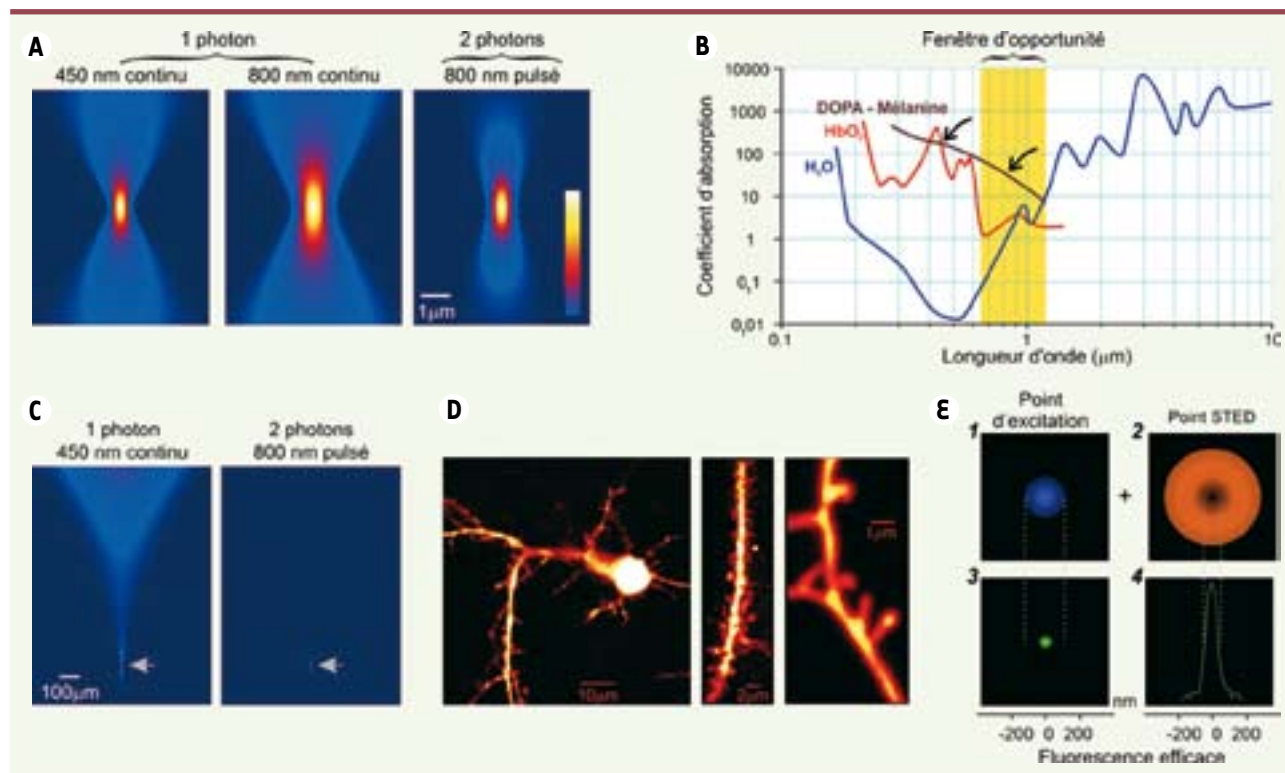 A
1 photon
450 nm continu
800 nm continu
2 photons
800 nm pulsé
1µm
B
Fenêtre d'opportunité
10000
1000
100
10
1
0,1
0,01
Coefficient d'absorption
DOPA - Mélanine
HbO₂
H₂O
0.1
1
10
Longueur d'onde (µm)
C
1 photon
450 nm continu
2 photons
800 nm pulsé
100µm
D
10µm
2µm
1µm
E
Point
d'excitation
Point STED
1
2
+
3
4
nm
-200 0 200
-200 0 200
Fluorescence efficace